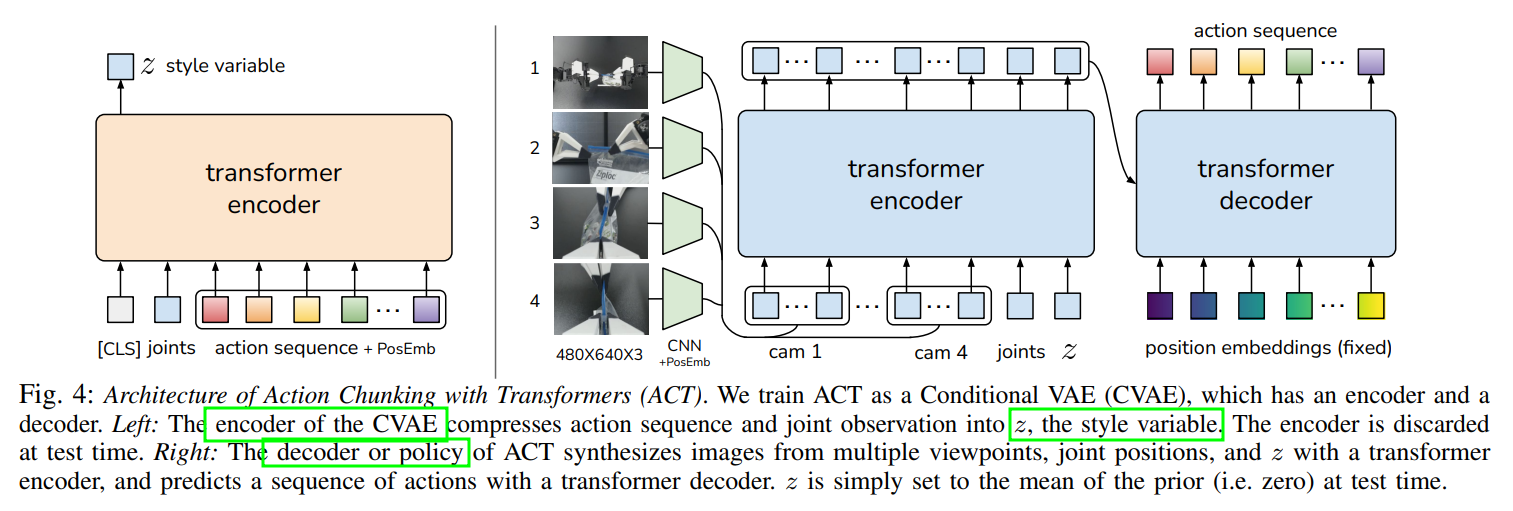 z style variable
transformer
encoder
[CLS] joints action sequence + PosEmb
1
2
3
4
Ziploc
480X640X3
CNN
+PosEmb
transformer
encoder
cam 1 cam 4 joints z
action sequence
transformer
decoder
position embeddings (fixed)
Fig. 4: Architecture of Action Chunking with Transformers (ACT). We train ACT as a Conditional VAE (CVAE), which has an encoder and a
decoder. Left: The encoder of the CVAE compresses action sequence and joint observation into z, the style variable. The encoder is discarded
at test time. Right: The decoder or policy of ACT synthesizes images from multiple viewpoints, joint positions, and z with a transformer
encoder, and predicts a sequence of actions with a transformer decoder. z is simply set to the mean of the prior (i.e. zero) at test time.